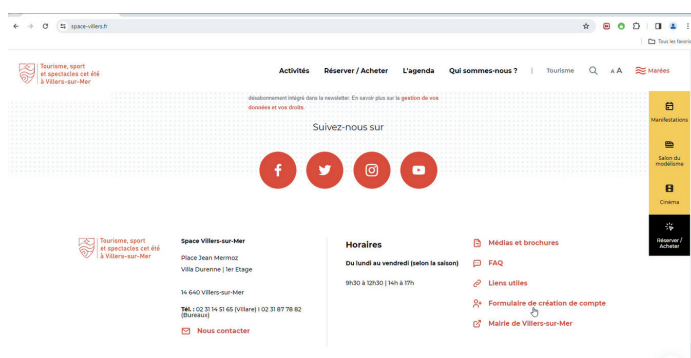 space-villers.fr
Tous les favoris
Tourisme, sport
et spectacles cet été
à Villers-sur-Mer
Activités Réserver / Acheter L'agenda Qui sommes-nous ? | Tourisme A A Marées
désabonnement intégré dans la newsletter. En savoir plus sur la gestion de vos
données et vos droits.
Suivez-nous sur
Manifestations
Salon du
modélisme
Cinéma
Réserver /
Acheter
Tourisme, sport
et spectacles cet été
à Villers-sur-Mer
Space Villers-sur-Mer
Place Jean Mermoz
Villa Durenne | 1er Etage
14 640 Villers-sur-Mer
Tél. : 02 31 14 51 65 (Villare) I 02 31 87 78 82
(Bureaux)
Nous contacter
Horaires
Du lundi au vendredi (selon la saison)
9h30 à 12h30 | 14h à 17h
Médias et brochures
FAQ
Liens utiles
Formulaire de création de compte
Mairie de Villers-sur-Mer